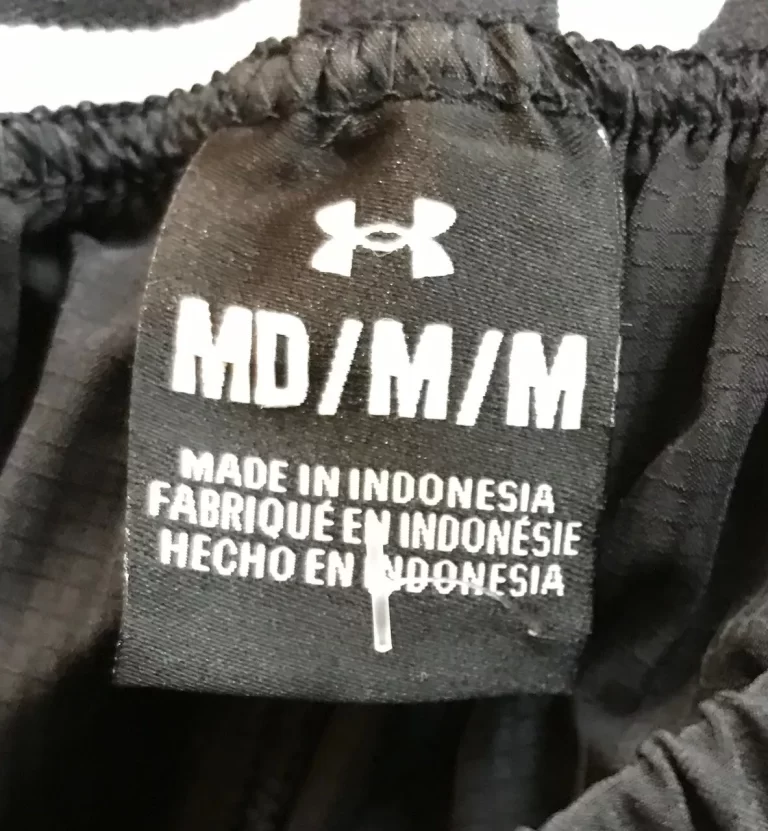 MD/M/M
MADE IN INDONESIA
FABRIQUÉ EN INDONÉSIE
HECHO EN INDONESIA